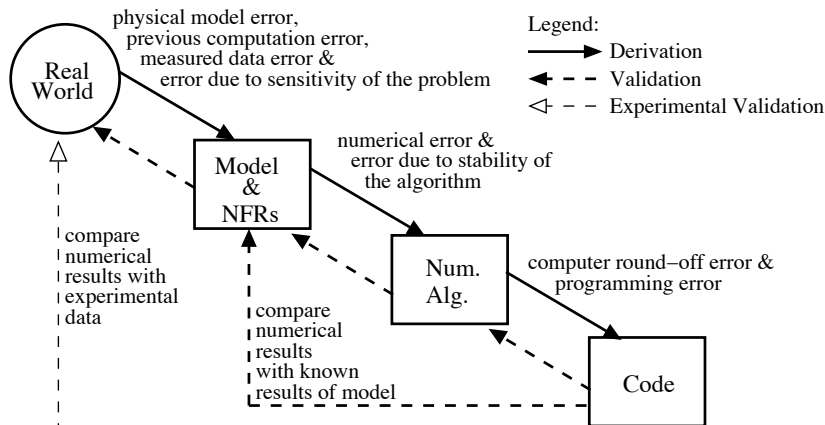 physical model error,
previous computation error,
measured data error &
error due to sensitivity of the problem
Real
World
Legend:
Derivation
Validation
Experimental Validation
numerical error &
error due to stability of
the algorithm
Model
&
NFRs
compare
numerical
results with
experimental
data
Num.
Alg.
computer round−off error &
programming error
compare
numerical
results
with known
results of model
Code